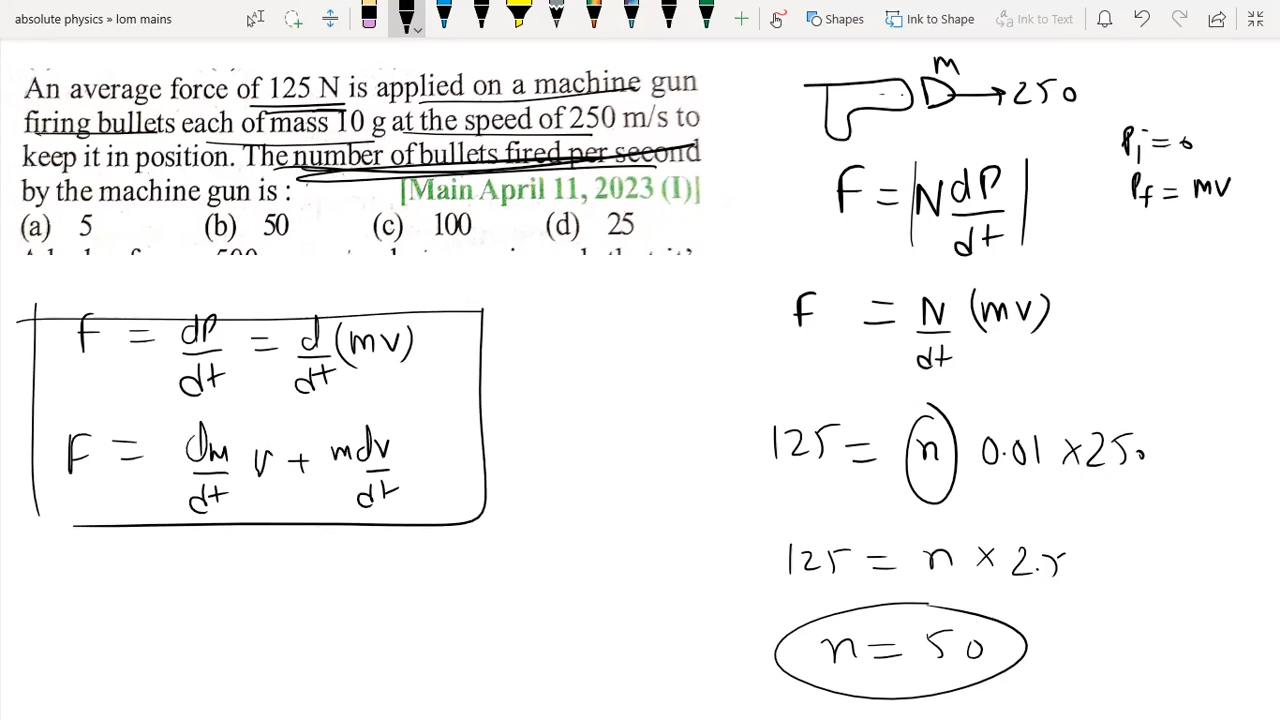 absolute physics » lom mains
Shapes
Ink to Shape
Ink to Text
An average force of 125 N is applied on a machine gun
firing bullets each of mass 10 g at the speed of 250 m/s to
keep it in position. The number of bullets fired per second
by the machine gun is : [Main April 11, 2023 (I)]
(a) 5 (b) 50 (c) 100 (d) 25
F = dP/dt = d/dt (mv)
F = dm/dt v + m dv/dt
m
250
Pi = 0
Pf = mv
F = |N dP/dt|
F = N/dt (mv)
125 = n 0.01 × 250
125 = n × 2.5
n = 50